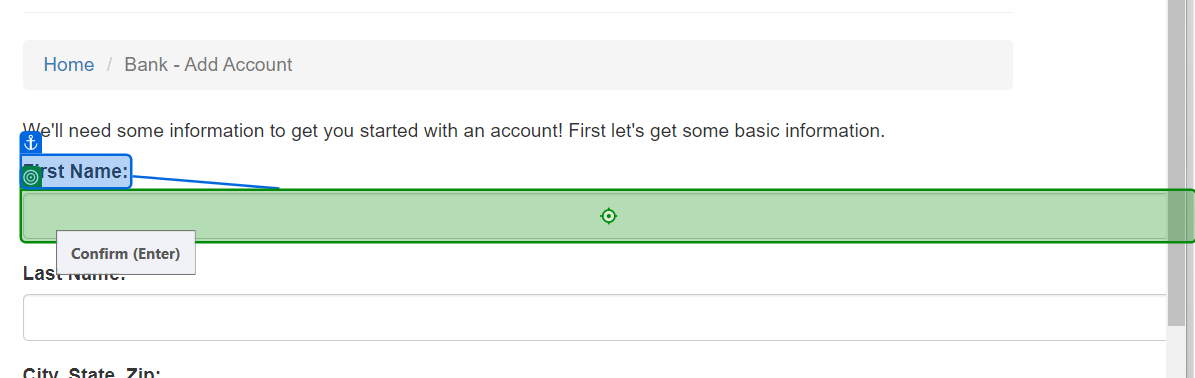 Home / Bank - Add Account
We'll need some information to get you started with an account! First let's get some basic information.
First Name:
Confirm (Enter)
Last Name:
City, State, Zip: